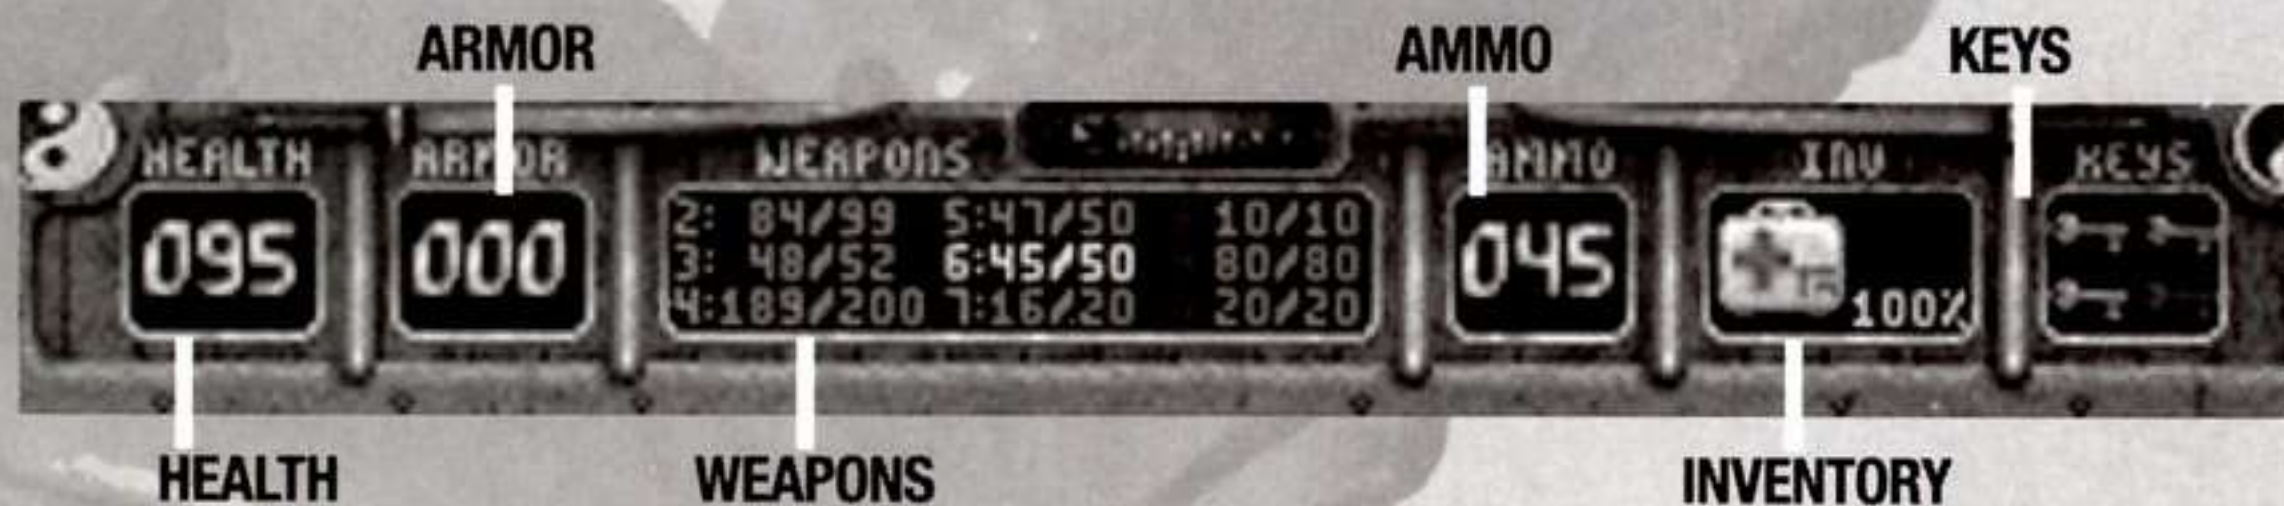 ARMOR AMMO KEYS
HEALTH ARMOR WEAPONS AMMO INV KEYS
2: 84/99 5:47/50 10/10
095 000 3: 48/52 6:45/50 80/80 045
4:189/200 7:16/20 20/20 100%
HEALTH WEAPONS INVENTORY